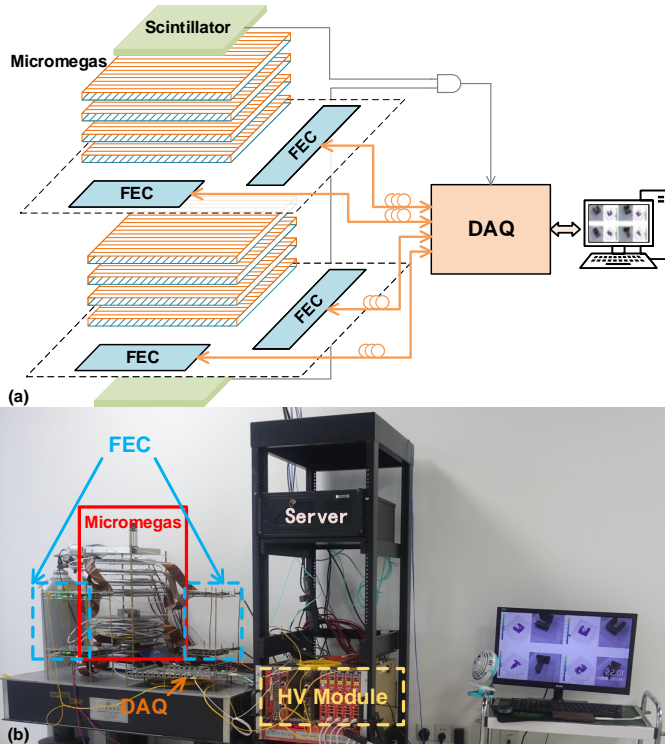 Scintillator
Micromegas
FEC
FEC
DAQ
FEC
FEC
(a)
FEC
Micromegas
Server
DAQ
HV Module
(b)